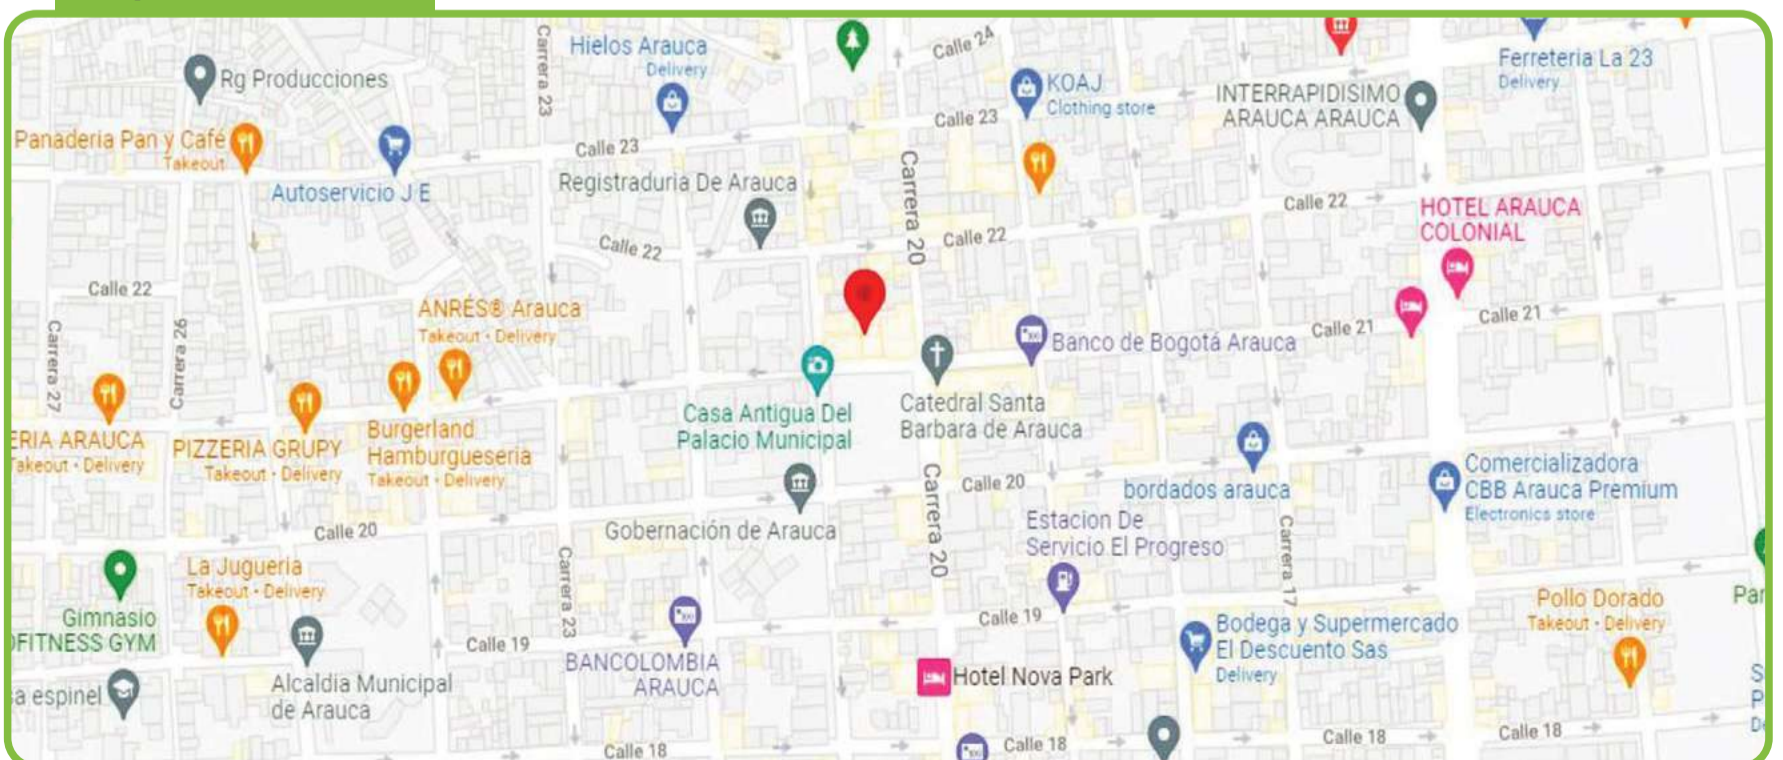 Calle 24
Hielos Arauca
Delivery
Ferreteria La 23
Delivery
Carrera 23
Rg Producciones
KOAJ
Clothing store
INTERRAPIDISIMO
ARAUCA ARAUCA
Calle 23
Panaderia Pan y Café
Takeout
Calle 23
Autoservicio J E
Registraduria De Arauca
Carrera 20
Calle 22
HOTEL ARAUCA
COLONIAL
Calle 22
Calle 22
Calle 22
ANRÉS® Arauca
Takeout · Delivery
Calle 21
Calle 21
Banco de Bogotá Arauca
Carrera 27
Carrera 26
Casa Antigua Del
Palacio Municipal
Catedral Santa
Barbara de Arauca
ERIA ARAUCA
Takeout · Delivery
PIZZERIA GRUPY
Takeout · Delivery
Burgerland
Hamburgueseria
Takeout · Delivery
Comercializadora
CBB Arauca Premium
Electronics store
Carrera 20
Calle 20
bordados arauca
Gobernación de Arauca
Estacion De
Servicio El Progreso
Carrera 17
Calle 20
Carrera 23
La Jugueria
Takeout · Delivery
Gimnasio
OFITNESS GYM
Calle 19
Calle 19
Pollo Dorado
Takeout · Delivery
Par
Bodega y Supermercado
El Descuento Sas
Delivery
BANCOLOMBIA
ARAUCA
Hotel Nova Park
Alcaldia Municipal
de Arauca
sa espinel
S
P
De
Calle 18
Calle 18
Calle 18
Calle 18